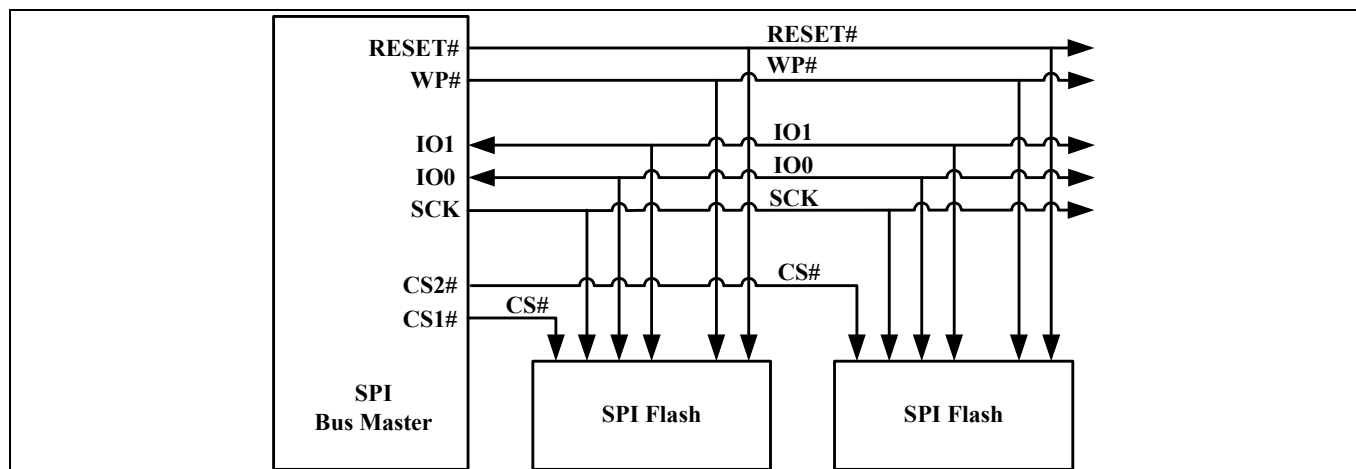 RESET# RESET#
WP# WP#
IO1 IO1
IO0 IO0
SCK SCK
CS2# CS#
CS1# CS#
SPI
Bus Master
SPI Flash SPI Flash